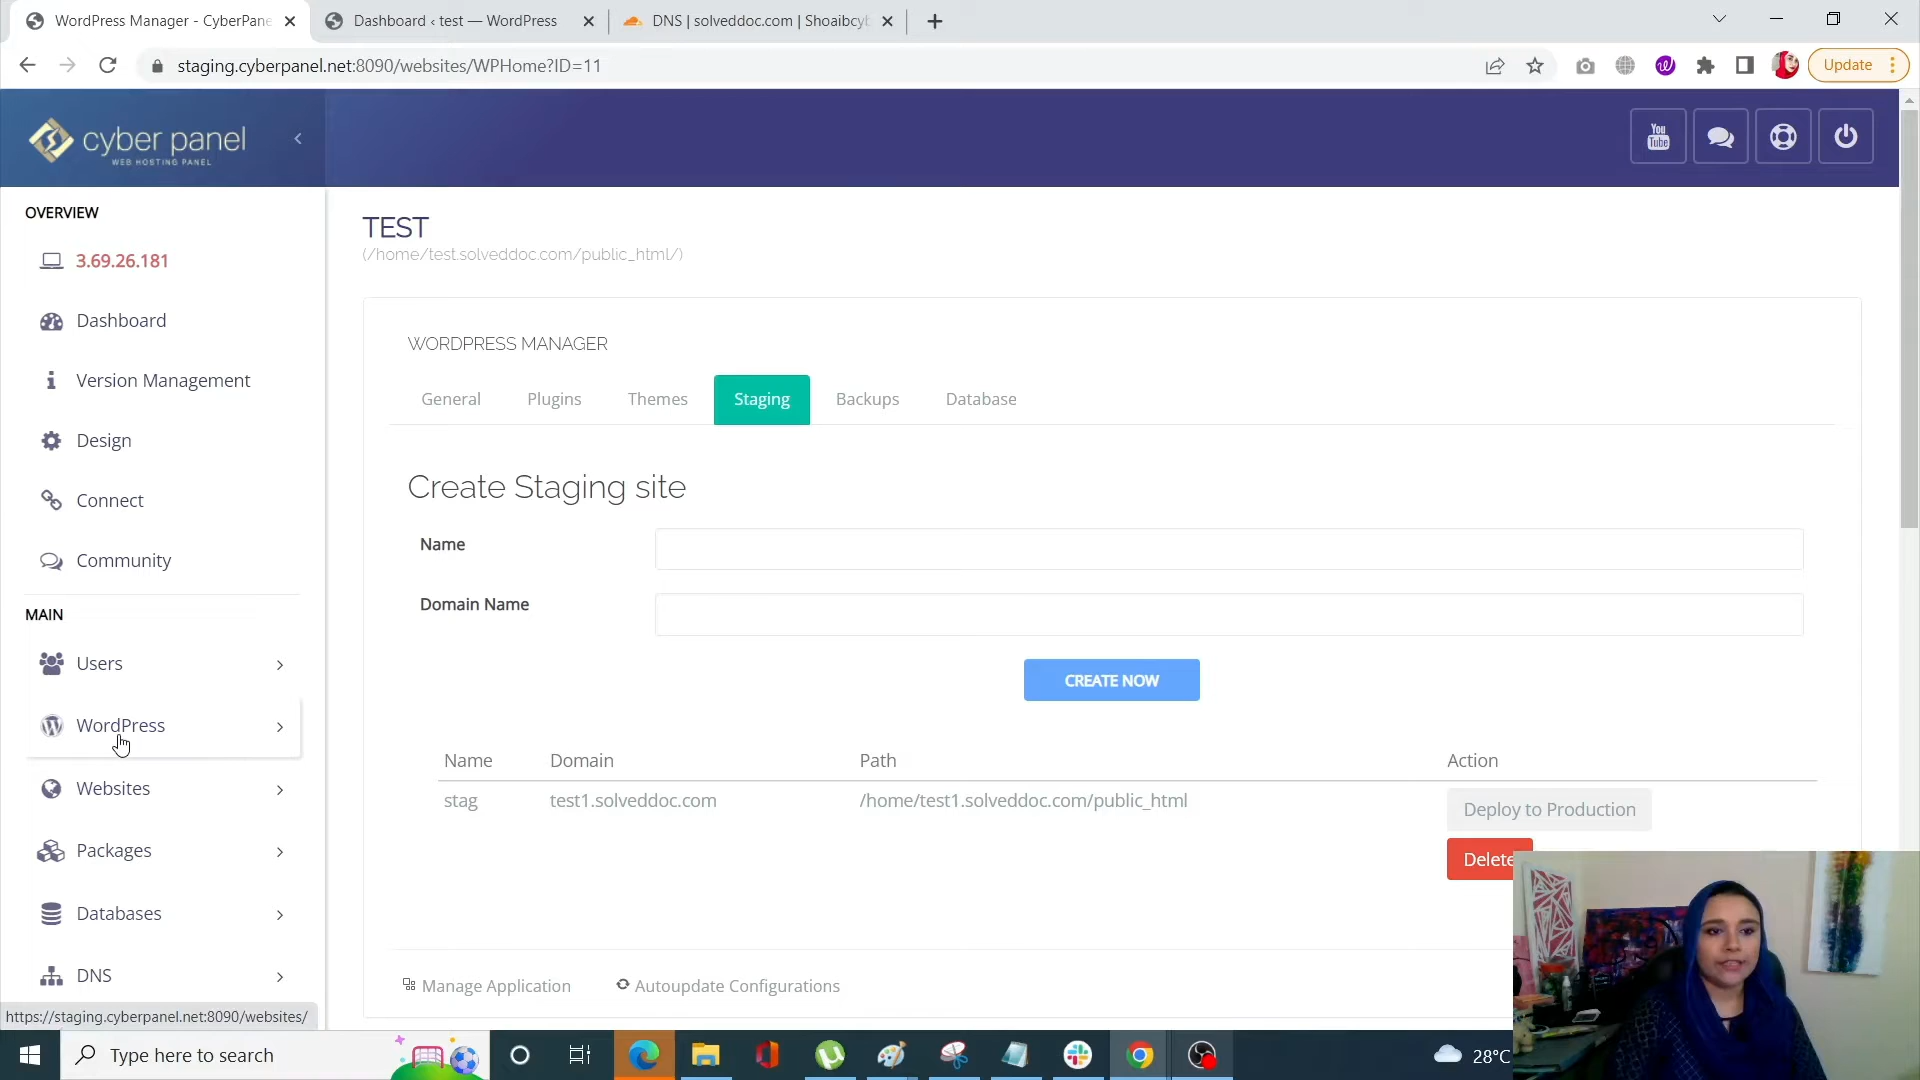 WordPress Manager - CyberPane
Dashboard ‹ test — WordPress
DNS | solveddoc.com | Shoaibcyb
staging.cyberpanel.net:8090/websites/WPHome?ID=11
Update
cyber panel
WEB HOSTING PANEL
You
Tube
OVERVIEW
3.69.26.181
Dashboard
Version Management
Design
Connect
Community
MAIN
Users
WordPress
Websites
Packages
Databases
DNS
https://staging.cyberpanel.net:8090/websites/
TEST
(/home/test.solveddoc.com/public_html/)
WORDPRESS MANAGER
General Plugins Themes Staging Backups Database
Create Staging site
Name
Domain Name
CREATE NOW
Name Domain Path Action
stag test1.solveddoc.com /home/test1.solveddoc.com/public_html Deploy to Production
Delete
Manage Application Autoupdate Configurations
Type here to search
28°C